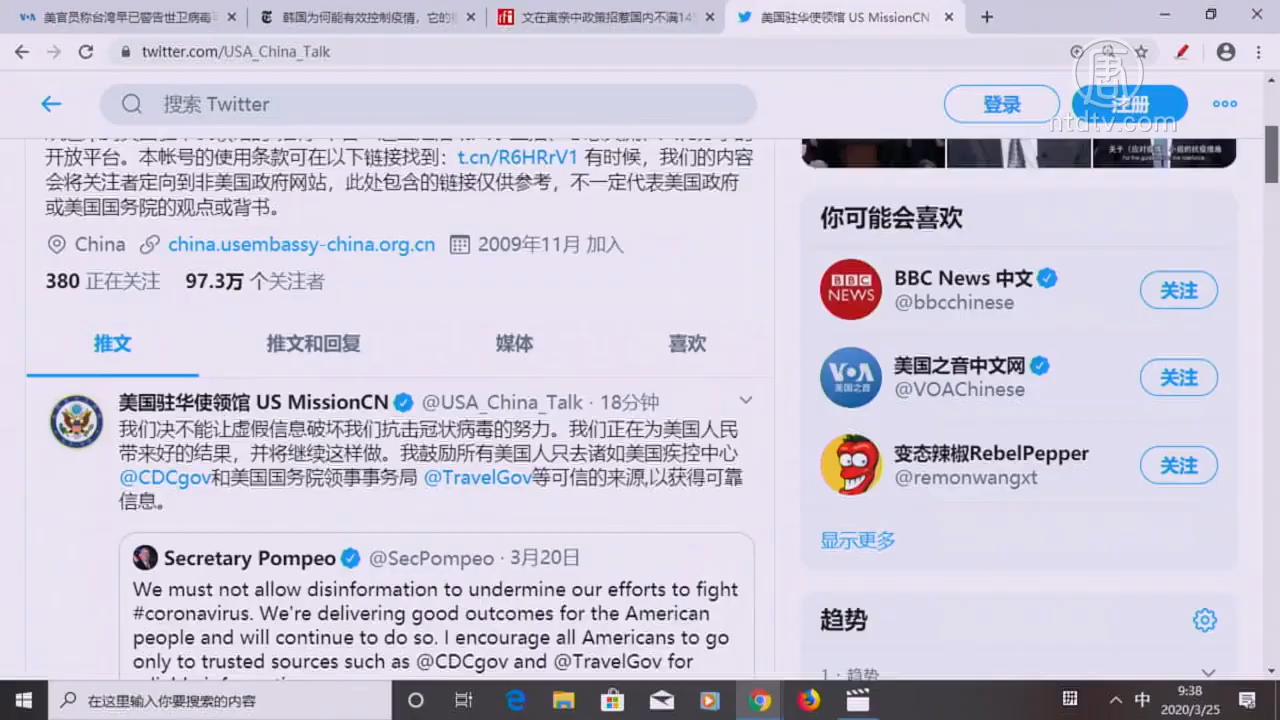 美官员称台湾早已警告世卫病毒
韩国为何能有效控制疫情，它的
文在寅亲中政策招惹国内不满14
美国驻华使领馆 US MissionCN
twitter.com/USA_China_Talk
搜索 Twitter
登录
注册
唐
ntdtv.com
开放平台。本帐号的使用条款可在以下链接找到：t.cn/R6HRrV1 有时候，我们的内容
会将关注者定向到非美国政府网站，此处包含的链接仅供参考，不一定代表美国政府
或美国国务院的观点或背书。
China china.usembassy-china.org.cn 2009年11月 加入
380 正在关注 97.3万 个关注者
推文 推文和回复 媒体 喜欢
美国驻华使领馆 US MissionCN @USA_China_Talk · 18分钟
我们决不能让虚假信息破坏我们抗击冠状病毒的努力。我们正在为美国人民
带来好的结果，并将继续这样做。我鼓励所有美国人只去诸如美国疾控中心
@CDCgov和美国国务院领事事务局 @TravelGov等可信的来源,以获得可靠
信息。
Secretary Pompeo @SecPompeo · 3月20日
We must not allow disinformation to undermine our efforts to fight
#coronavirus. We're delivering good outcomes for the American
people and will continue to do so. I encourage all Americans to go
only to trusted sources such as @CDCgov and @TravelGov for
你可能会喜欢
BBC NEWS
BBC News 中文
@bbcchinese
关注
VOA
美国之音
美国之音中文网
@VOAChinese
关注
变态辣椒RebelPepper
@remonwangxt
关注
显示更多
趋势
1 · 趋势
在这里输入你要搜索的内容
中
9:38
2020/3/25